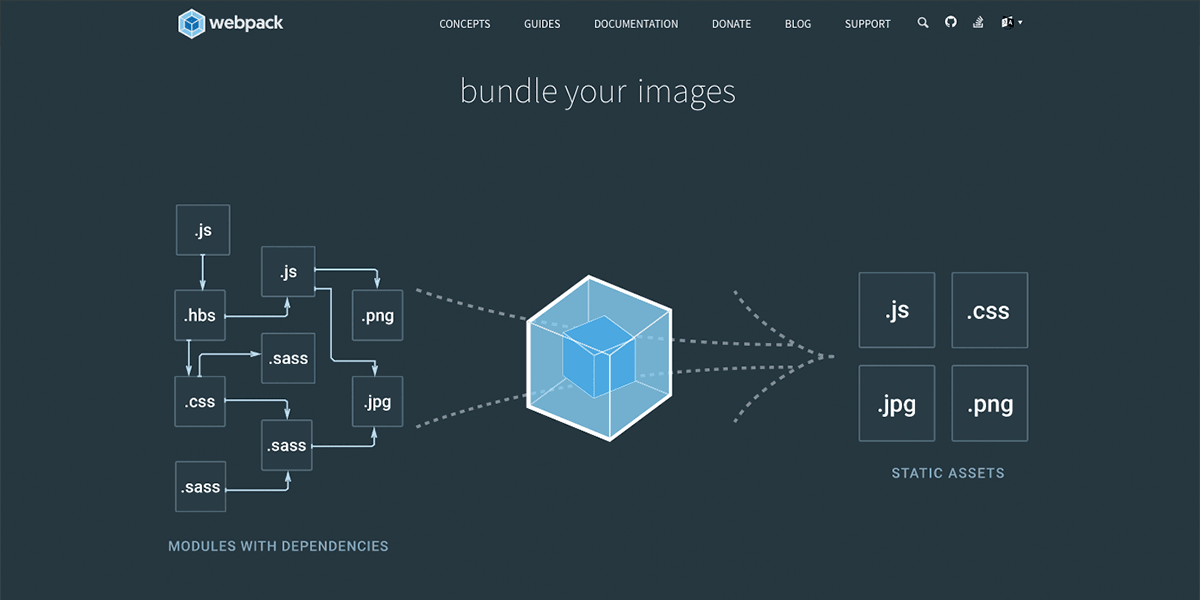 webpack
CONCEPTS GUIDES DOCUMENTATION DONATE BLOG SUPPORT
bundle your images
.js
.js
.hbs
.png
.sass
.css
.jpg
.sass
.sass
MODULES WITH DEPENDENCIES
.js .css
.jpg .png
STATIC ASSETS